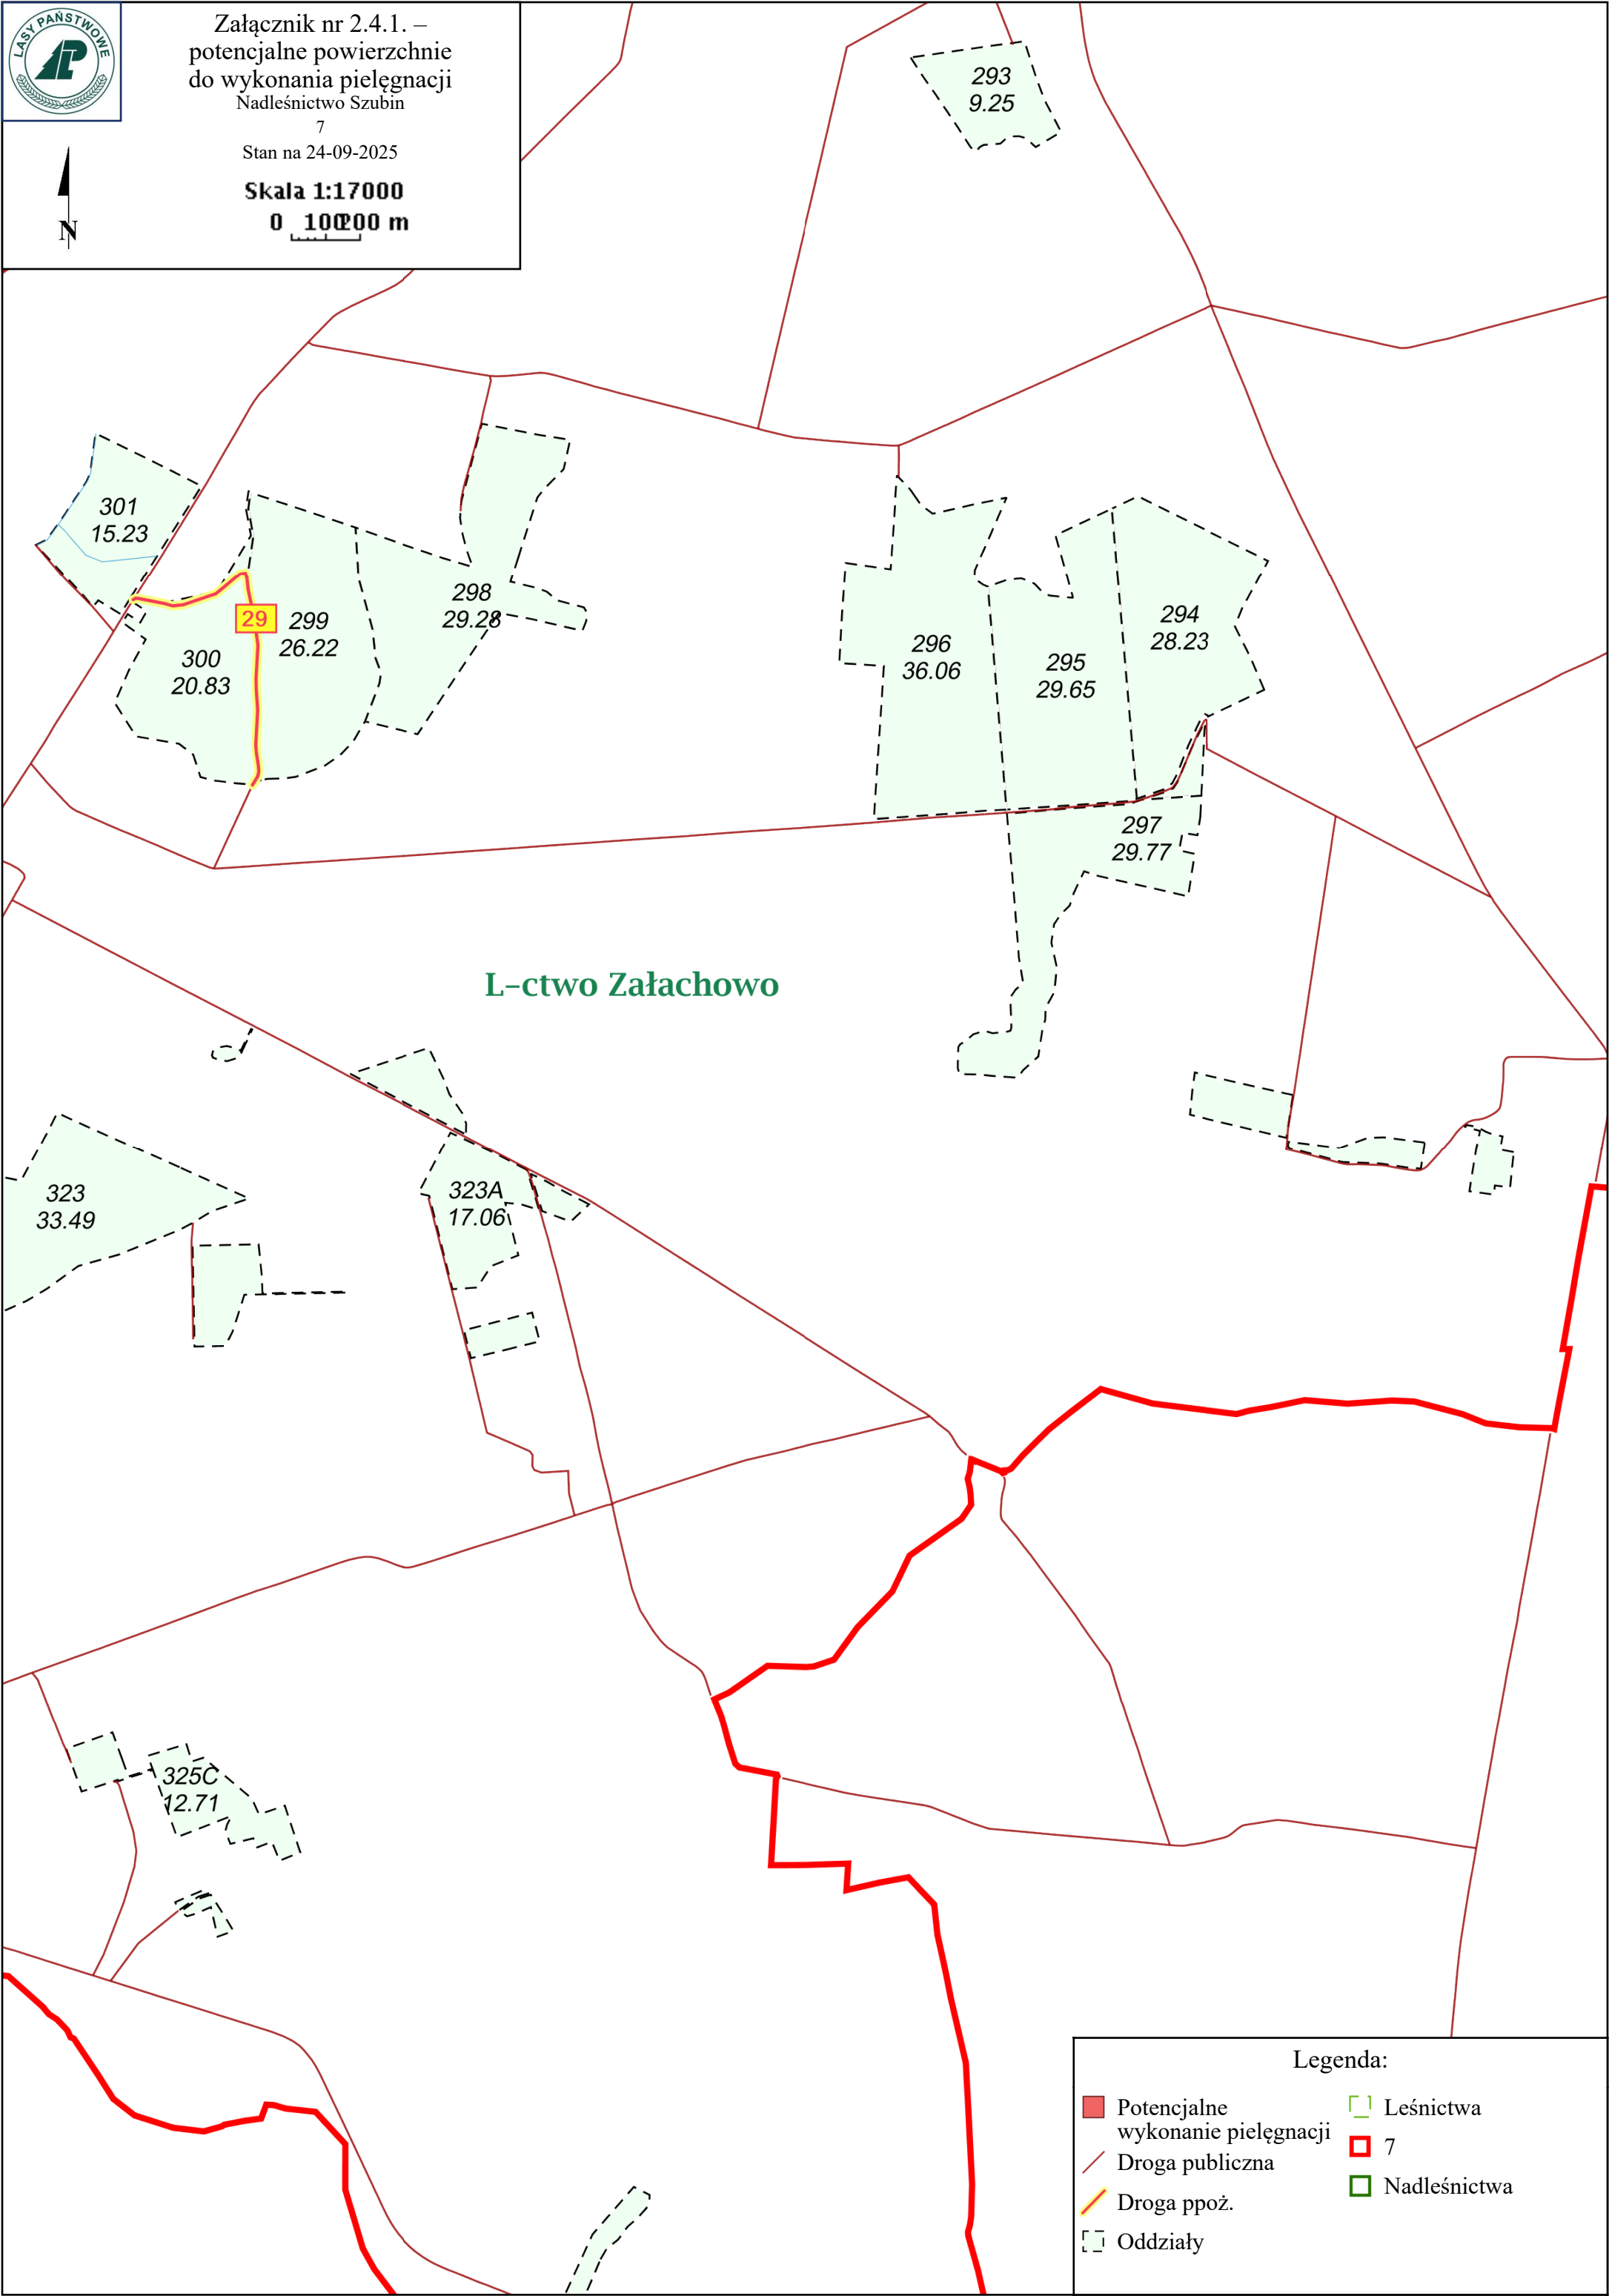 LASY PAŃSTWOWE
LP
Załącznik nr 2.4.1. –
potencjalne powierzchnie
do wykonania pielęgnacji
Nadleśnictwo Szubin
7
Stan na 24-09-2025
Skala 1:17000
0 100 200 m
N
293
9.25
301
15.23
298
29.28
29
299
26.22
300
20.83
294
28.23
296
36.06
295
29.65
297
29.77
L-ctwo Załachowo
323
33.49
323A
17.06
325C
12.71
Legenda:
Potencjalne
wykonanie pielęgnacji
Droga publiczna
Droga ppoż.
Oddziały
Leśnictwa
7
Nadleśnictwa